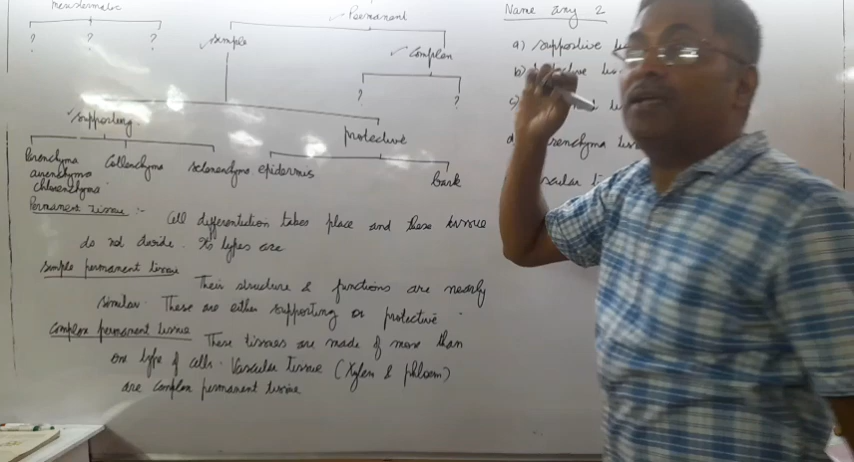 Meristematic
Permanent
? ? ?
Simple
Complex
? ?
Supporting
protective
Parenchyma Collenchyma sclerenchyma epidermis
airenchyma
chlorenchyma
bark
Permanent tissue :-
Cell differentiation takes place and these tissue
do not divide. Its types are
Simple permanent tissue
Their structure & functions are nearly
similar. These are either supporting or protective
Complex permanent tissue These tissues are made of more than
one type of cells. Vascular Tissue (Xylem & phloem)
are complex permanent tissue
Name any 2
a) supportive
b)
c)
d